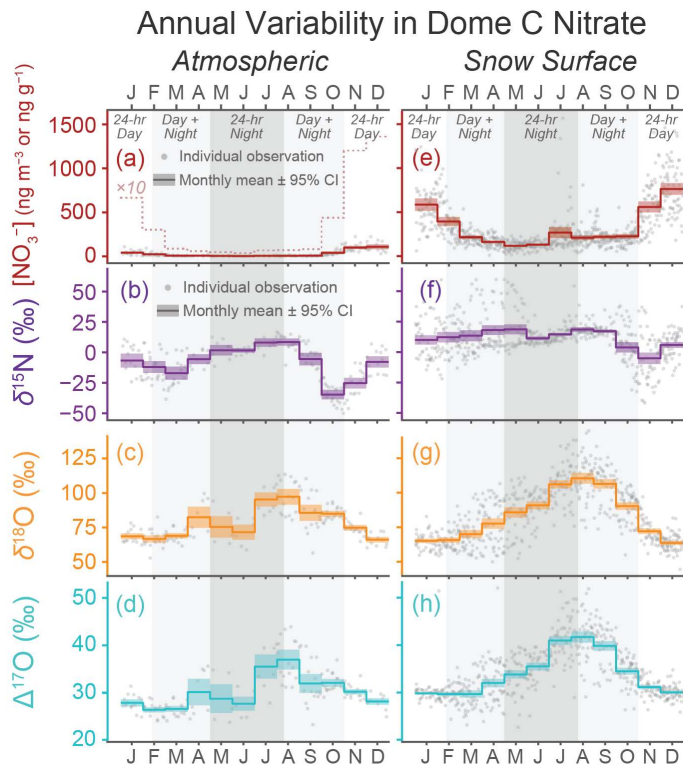 Annual Variability in Dome C Nitrate
Atmospheric
Snow Surface
J F M A M J J A S O N D
J F M A M J J A S O N D
[NO₃⁻] (ng m⁻³ or ng g⁻¹)
1500
1000
500
0
24-hr Day
Day + Night
24-hr Night
Day + Night
24-hr Day
(a)
Individual observation
Monthly mean ± 95% CI
×10
24-hr Day
Day + Night
24-hr Night
Day + Night
24-hr Day
(e)
δ¹⁵N (‰)
50
25
0
−25
−50
(b)
Individual observation
Monthly mean ± 95% CI
(f)
δ¹⁸O (‰)
125
100
75
50
(c)
(g)
Δ¹⁷O (‰)
50
40
30
20
(d)
(h)
J F M A M J J A S O N D
J F M A M J J A S O N D